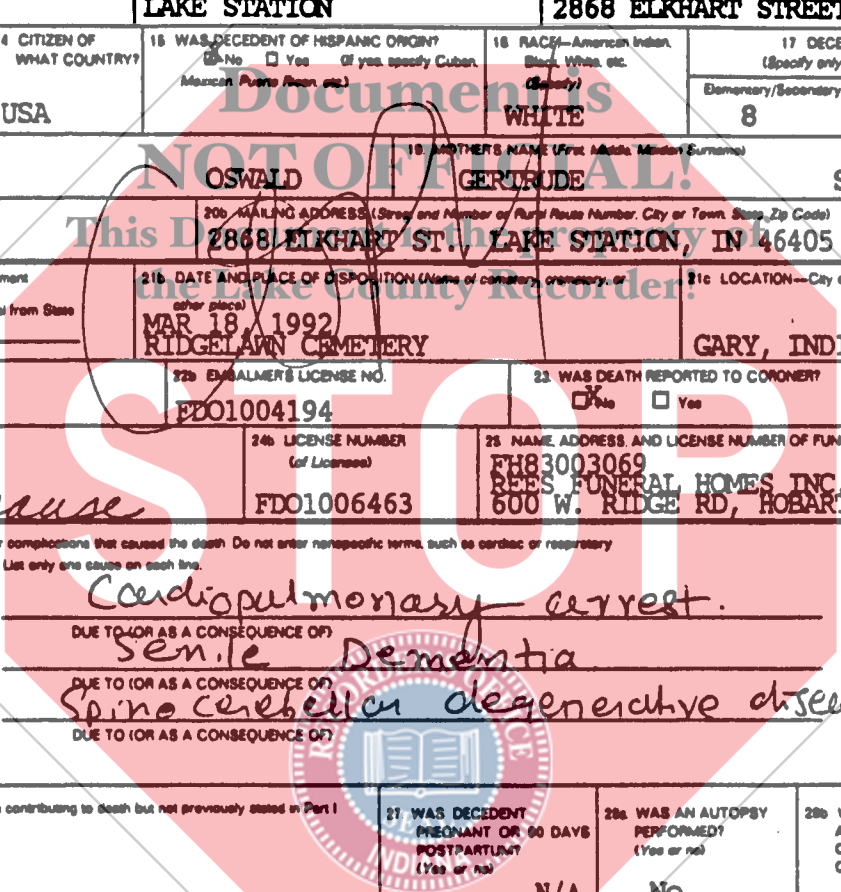 LAKE STATION 2868 ELKHART STREET
4 CITIZEN OF WHAT COUNTRY?
15 WAS DECEDENT OF HISPANIC ORIGIN?
No Yes (If yes, specify Cuban,
Mexican, Puerto Rican, etc.)
16 RACE—American Indian,
Black, White, etc.
(Specify)
17 DECE
(Specify only
Elementary/Secondary
USA WHITE 8
Document is
NOT OFFICIAL!
This Document is the property of
the Lake County Recorder!
19. MOTHER'S NAME (First, Middle, Maiden Surname)
OSWALD GERTRUDE S
20b MAILING ADDRESS (Street and Number or Rural Route Number, City or Town, State, Zip Code)
2868 ELKHART ST., LAKE STATION, IN 46405
ment
al from State
21b. DATE AND PLACE OF DISPOSITION (Name of cemetery, crematory, or
other place)
21c LOCATION—City o
MAR 18, 1992
RIDGELAWN CEMETERY GARY, INDI
22b EMBALMER'S LICENSE NO.
FDO1004194
23 WAS DEATH REPORTED TO CORONER?
X No Yes
24b LICENSE NUMBER
(of Licensee)
FDO1006463
25 NAME, ADDRESS, AND LICENSE NUMBER OF FUN
FH83003069
REES FUNERAL HOMES INC.
600 W. RIDGE RD, HOBART
STOP
r complications that caused the death Do not enter nonspecific terms, such as cardiac or respiratory
List only one cause on each line.
Cardiopulmonary arrest.
DUE TO (OR AS A CONSEQUENCE OF)
Senile Dementia
DUE TO (OR AS A CONSEQUENCE OF)
Spino cerebellar degenerative disea
DUE TO (OR AS A CONSEQUENCE OF)
RECORDER'S OFFICE
SEAL
INDIANA
contributing to death but not previously stated in Part I
27 WAS DECEDENT
PREGNANT OR 90 DAYS
POSTPARTUM?
(Yes or no)
N/A
28a. WAS AN AUTOPSY
PERFORMED?
(Yes or no)
No
28b W